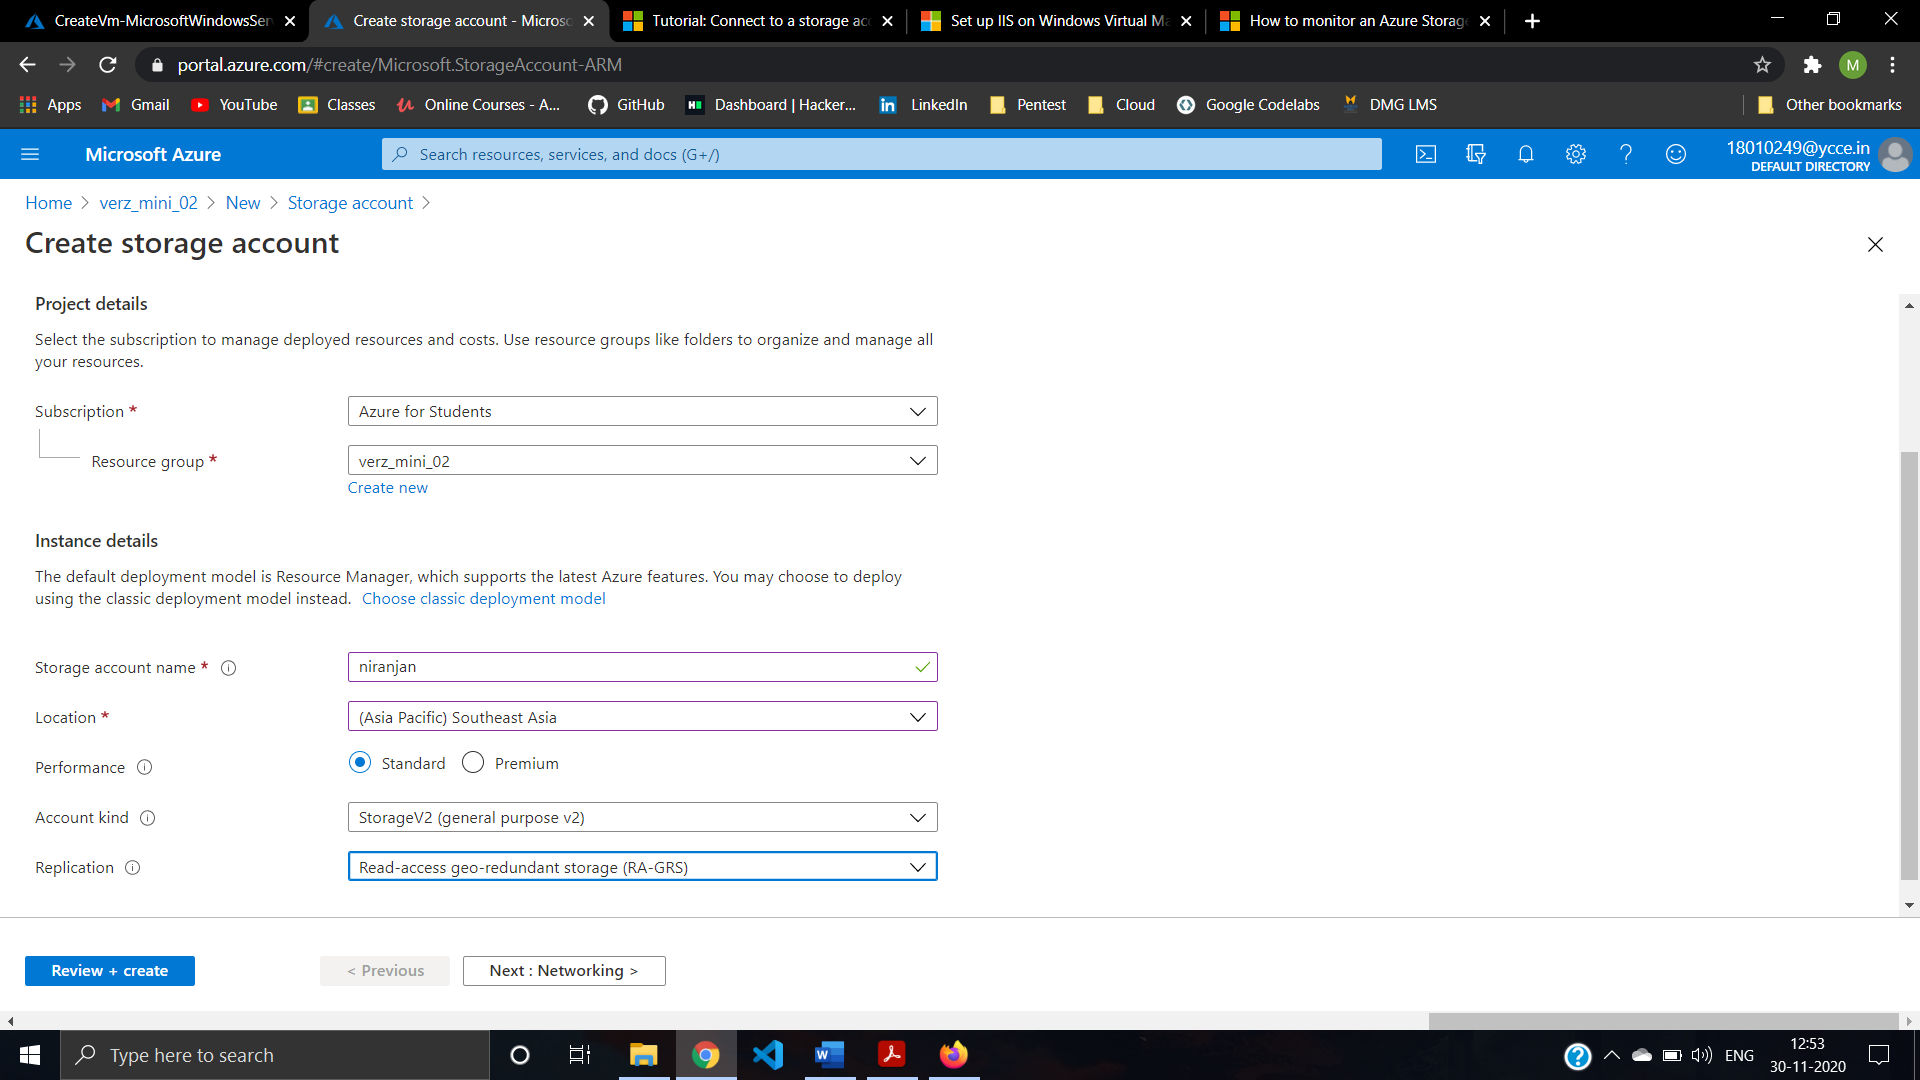 CreateVm-MicrosoftWindowsSer
Create storage account - Microsc
Tutorial: Connect to a storage acc
Set up IIS on Windows Virtual Ma
How to monitor an Azure Storag
portal.azure.com/#create/Microsoft.StorageAccount-ARM
M
Apps
Gmail
YouTube
Classes
Online Courses - A...
GitHub
Dashboard | Hacker...
LinkedIn
Pentest
Cloud
Google Codelabs
DMG LMS
Other bookmarks
Microsoft Azure
Search resources, services, and docs (G+/)
18010249@ycce.in
DEFAULT DIRECTORY
Home > verz_mini_02 > New > Storage account >
Create storage account
Project details
Select the subscription to manage deployed resources and costs. Use resource groups like folders to organize and manage all
your resources.
Subscription *
Azure for Students
Resource group *
verz_mini_02
Create new
Instance details
The default deployment model is Resource Manager, which supports the latest Azure features. You may choose to deploy
using the classic deployment model instead. Choose classic deployment model
Storage account name *
niranjan
Location *
(Asia Pacific) Southeast Asia
Performance
Standard
Premium
Account kind
StorageV2 (general purpose v2)
Replication
Read-access geo-redundant storage (RA-GRS)
Review + create
< Previous
Next : Networking >
Type here to search
ENG
12:53
30-11-2020